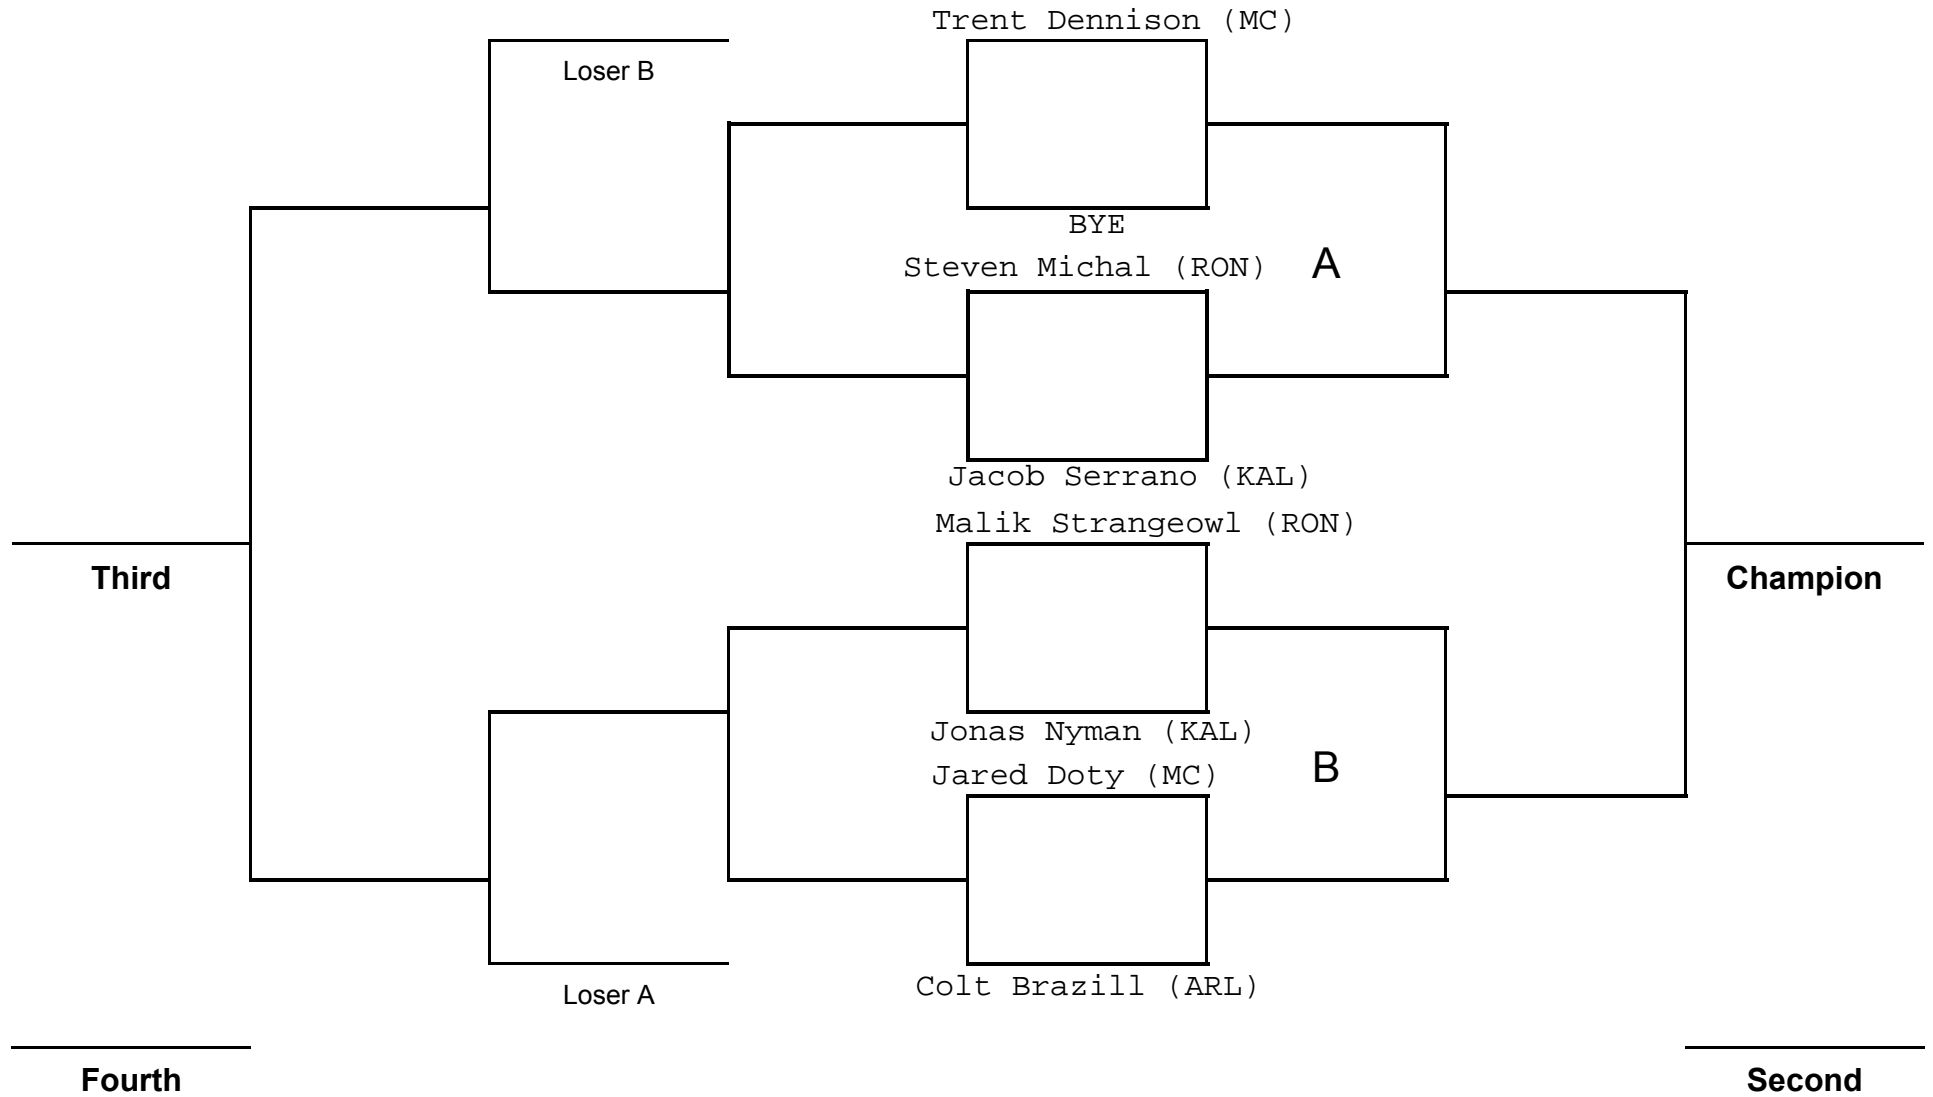 Trent Dennison (MC)
Loser B
BYE
Steven Michal (RON)
A
Jacob Serrano (KAL)
Malik Strangeowl (RON)
Third
Champion
Jonas Nyman (KAL)
Jared Doty (MC)
B
Colt Brazill (ARL)
Loser A
Fourth
Second